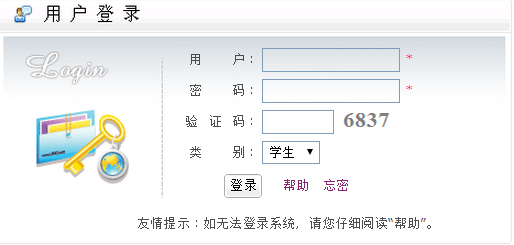 用户登录
Login
用 户：*
密 码：*
验 证 码：6837
类 别：学生
登录 帮助 忘密
友情提示：如无法登录系统，请您仔细阅读“帮助”。